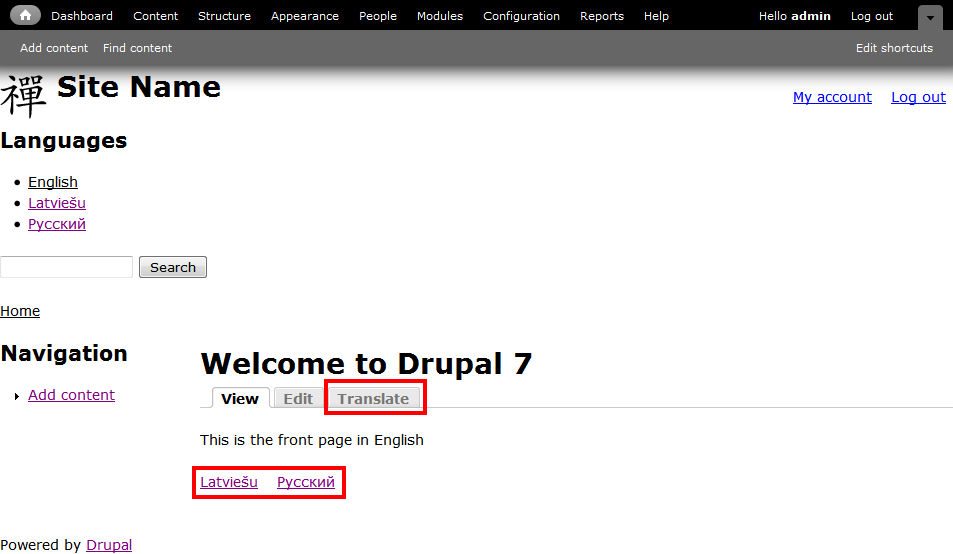 Dashboard Content Structure Appearance People Modules Configuration Reports Help Hello admin Log out
Add content Find content Edit shortcuts
禪 Site Name
My account Log out
Languages
English
Latviešu
Русский
Search
Home
Navigation
Add content
Welcome to Drupal 7
View Edit Translate
This is the front page in English
Latviešu Русский
Powered by Drupal